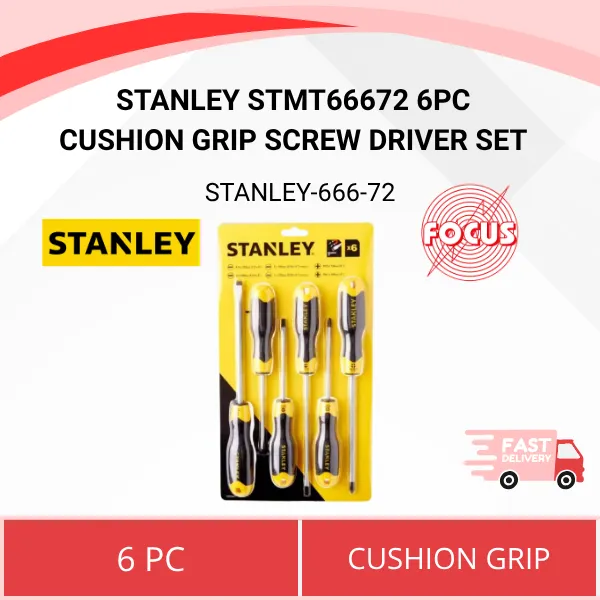 STANLEY STMT66672 6PC
CUSHION GRIP SCREW DRIVER SET
STANLEY-666-72
STANLEY
FOCUS
STANLEY
x6
FAST
DELIVERY
6 PC
CUSHION GRIP